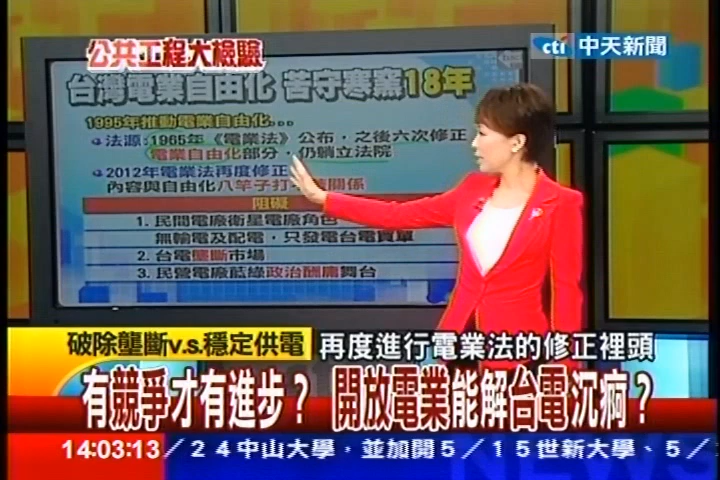 公共工程大檢驗
cti 中天新聞
台灣電業自由化 苦守寒窯18年
1995年推動電業自由化…
法源:1965年《電業法》公布,之後六次修正
電業自由化部分,仍躺立法院
2012年電業法再度修正
內容與自由化八竿子打 關係
阻礙
1. 民間電廠衛星電廠角色
無輸電及配電,只發電台電買單
2. 台電壟斷市場
3. 民營電廠藍綠政治酬庸舞台
破除壟斷v.s.穩定供電
再度進行電業法的修正裡頭
有競爭才有進步? 開放電業能解台電沉痾?
14:03:13/24中山大學,並加開5/15世新大學、5/
NEWS